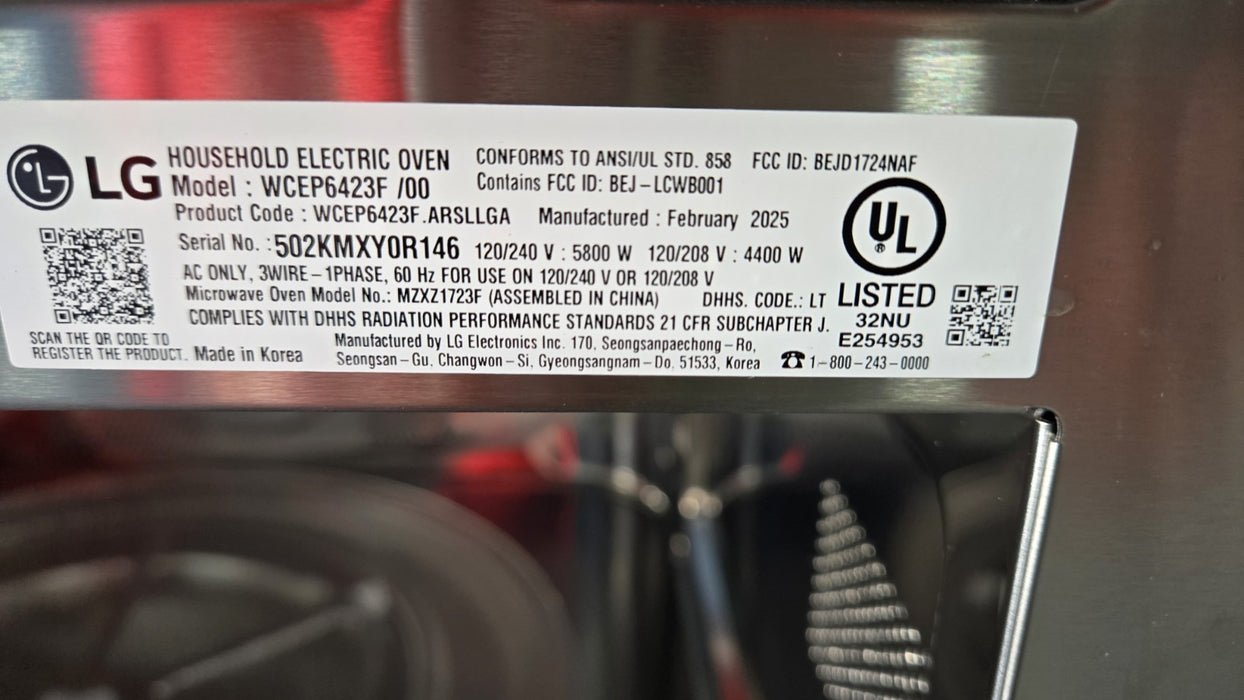 LG
HOUSEHOLD ELECTRIC OVEN
Model : WCEP6423F /00
CONFORMS TO ANSI/UL STD. 858 FCC ID: BEJD1724NAF
Contains FCC ID: BEJ-LCWB001
Product Code : WCEP6423F.ARSLLGA Manufactured : February 2025
Serial No. : 502KMXY0R146 120/240 V : 5800 W 120/208 V : 4400 W
AC ONLY, 3WIRE-1PHASE, 60 Hz FOR USE ON 120/240 V OR 120/208 V
Microwave Oven Model No.: MZXZ1723F (ASSEMBLED IN CHINA) DHHS. CODE.: LT
COMPLIES WITH DHHS RADIATION PERFORMANCE STANDARDS 21 CFR SUBCHAPTER J.
UL ®
LISTED
32NU
E254953
SCAN THE QR CODE TO
REGISTER THE PRODUCT.
Made in Korea
Manufactured by LG Electronics Inc. 170, Seongsanpaechong-Ro,
Seongsan-Gu, Changwon-Si, Gyeongsangnam-Do, 51533, Korea
☎ 1-800-243-0000